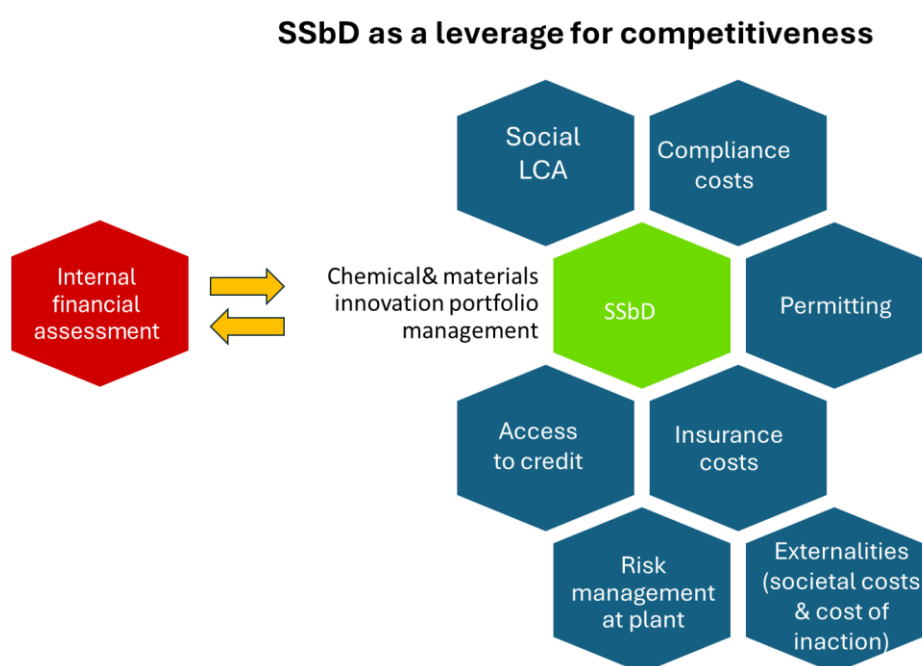 SSbD as a leverage for competitiveness
Social
LCA
Compliance
costs
Internal
financial
assessment
Chemical& materials
innovation portfolio
management
SSbD
Permitting
Access
to credit
Insurance
costs
Risk
management
at plant
Externalities
(societal costs
& cost of
inaction)